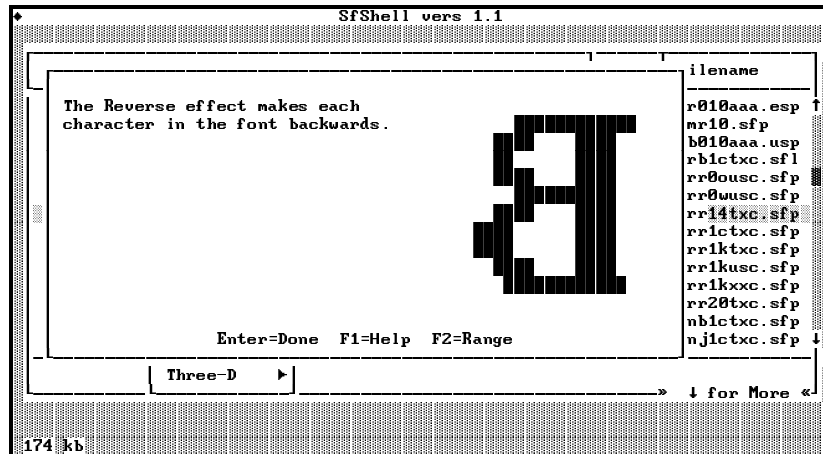 SfShell vers 1.1
ilename
The Reverse effect makes each
character in the font backwards.
r010aaa.esp ↑
mr10.sfp
b010aaa.usp
rb1ctxc.sfl
rr0ousc.sfp
rr0wusc.sfp
rr14txc.sfp
rr1ctxc.sfp
rr1ktxc.sfp
rr1kusc.sfp
rr1kxxc.sfp
rr20txc.sfp
nb1ctxc.sfp
nj1ctxc.sfp ↓
B
Enter=Done F1=Help F2=Range
Three-D ►
» ↓ for More «
174 kb